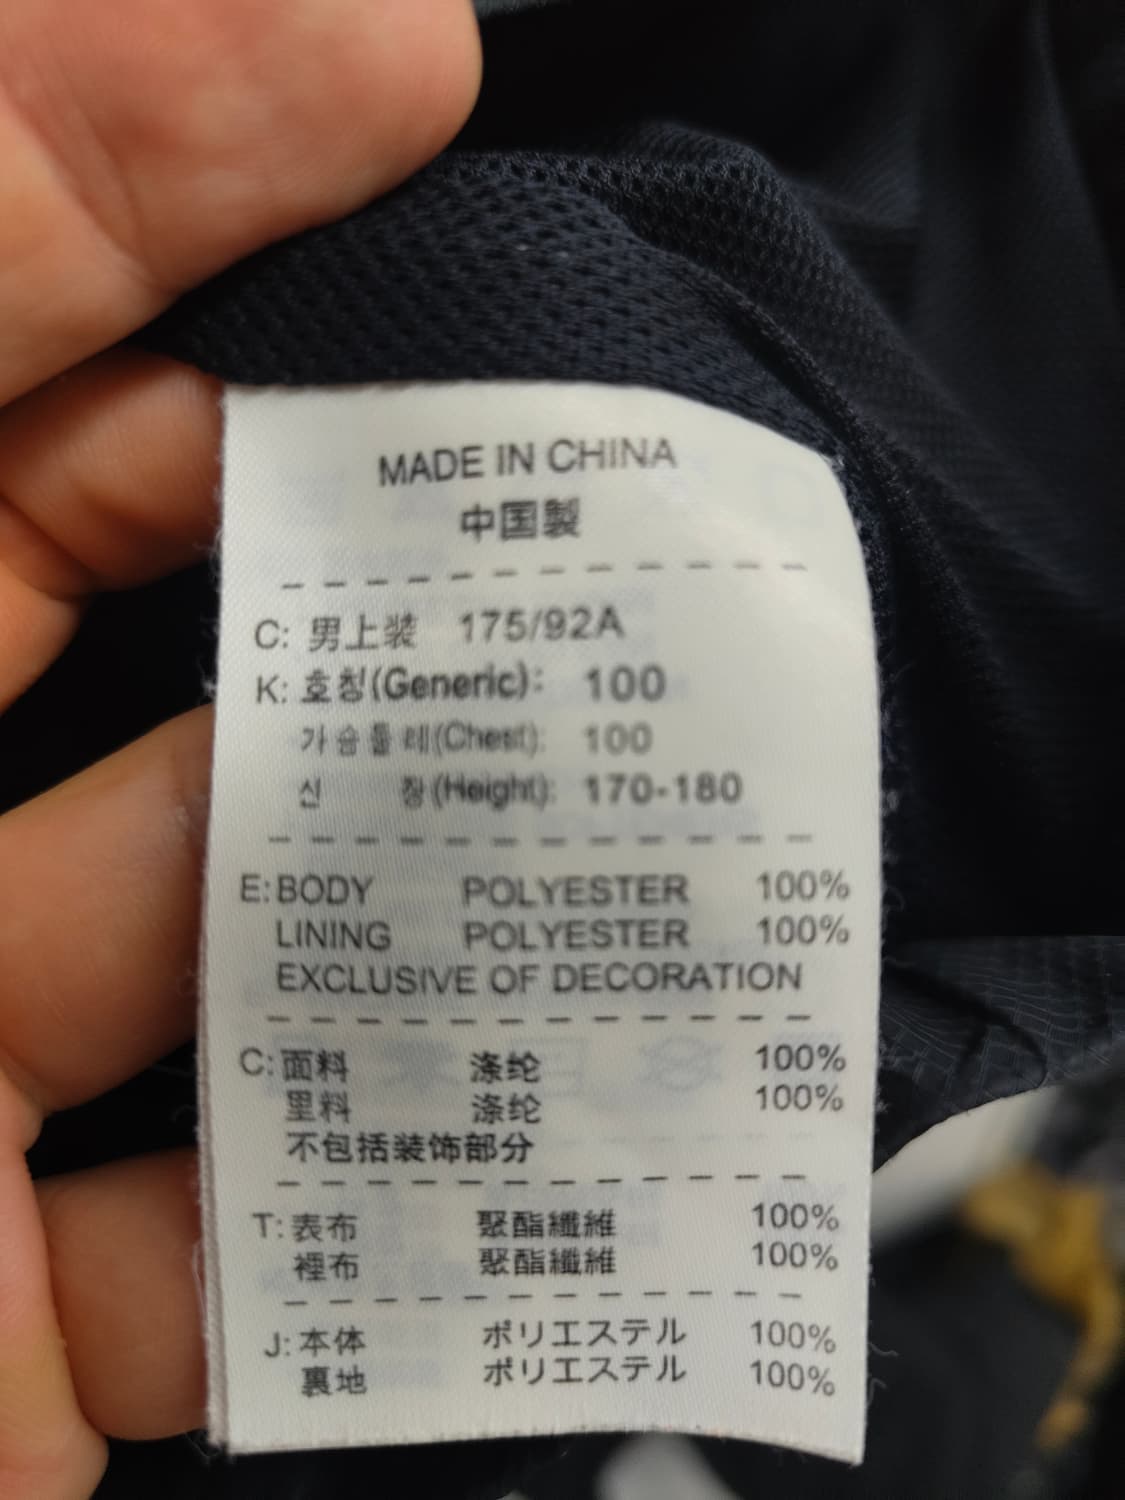 MADE IN CHINA
中国製
C: 男上装 175/92A
K: 호칭(Generic): 100
가슴둘레(Chest): 100
신 장(Height): 170-180
E: BODY POLYESTER 100%
LINING POLYESTER 100%
EXCLUSIVE OF DECORATION
C: 面料 涤纶 100%
里料 涤纶 100%
不包括装饰部分
T: 表布 聚酯纖維 100%
裡布 聚酯纖維 100%
J: 本体 ポリエステル 100%
裏地 ポリエステル 100%